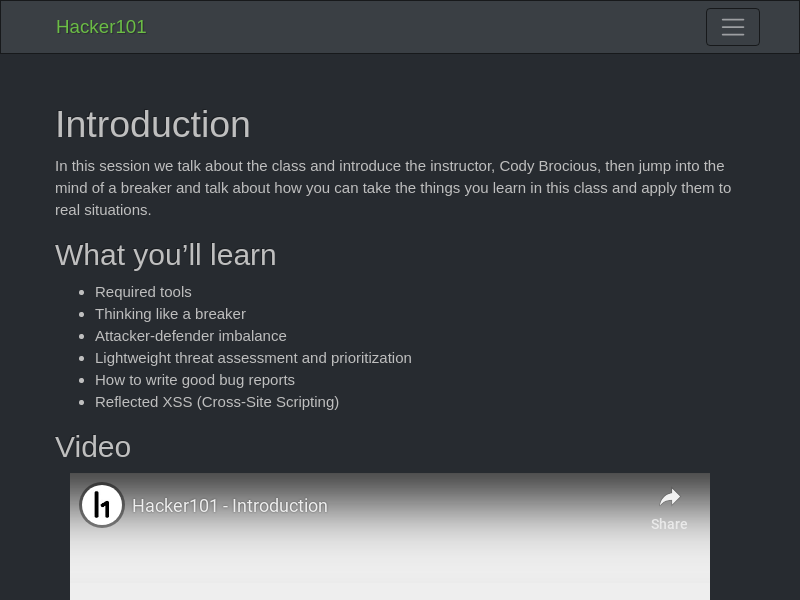 Hacker101
Introduction
In this session we talk about the class and introduce the instructor, Cody Brocious, then jump into the
mind of a breaker and talk about how you can take the things you learn in this class and apply them to
real situations.
What you’ll learn
Required tools
Thinking like a breaker
Attacker-defender imbalance
Lightweight threat assessment and prioritization
How to write good bug reports
Reflected XSS (Cross-Site Scripting)
Video
h1
Hacker101 - Introduction
Share